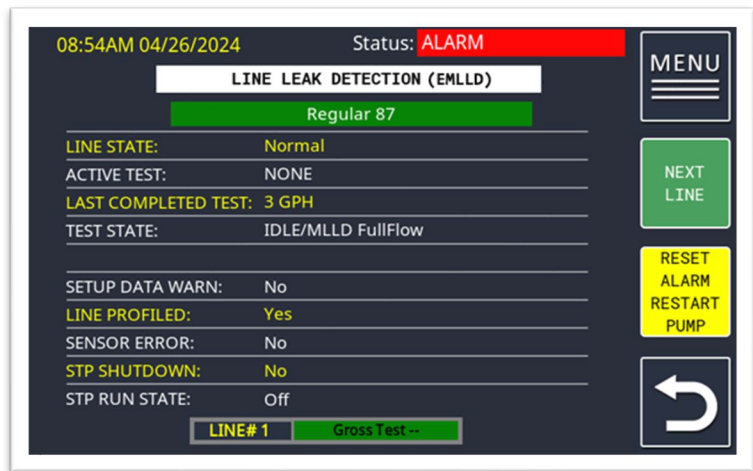 08:54AM 04/26/2024 Status: ALARM
MENU
LINE LEAK DETECTION (EMLLD)
Regular 87
LINE STATE: Normal
ACTIVE TEST: NONE
LAST COMPLETED TEST: 3 GPH
TEST STATE: IDLE/MLLD FullFlow
SETUP DATA WARN: No
LINE PROFILED: Yes
SENSOR ERROR: No
STP SHUTDOWN: No
STP RUN STATE: Off
LINE# 1 Gross Test --
NEXT
LINE
RESET
ALARM
RESTART
PUMP